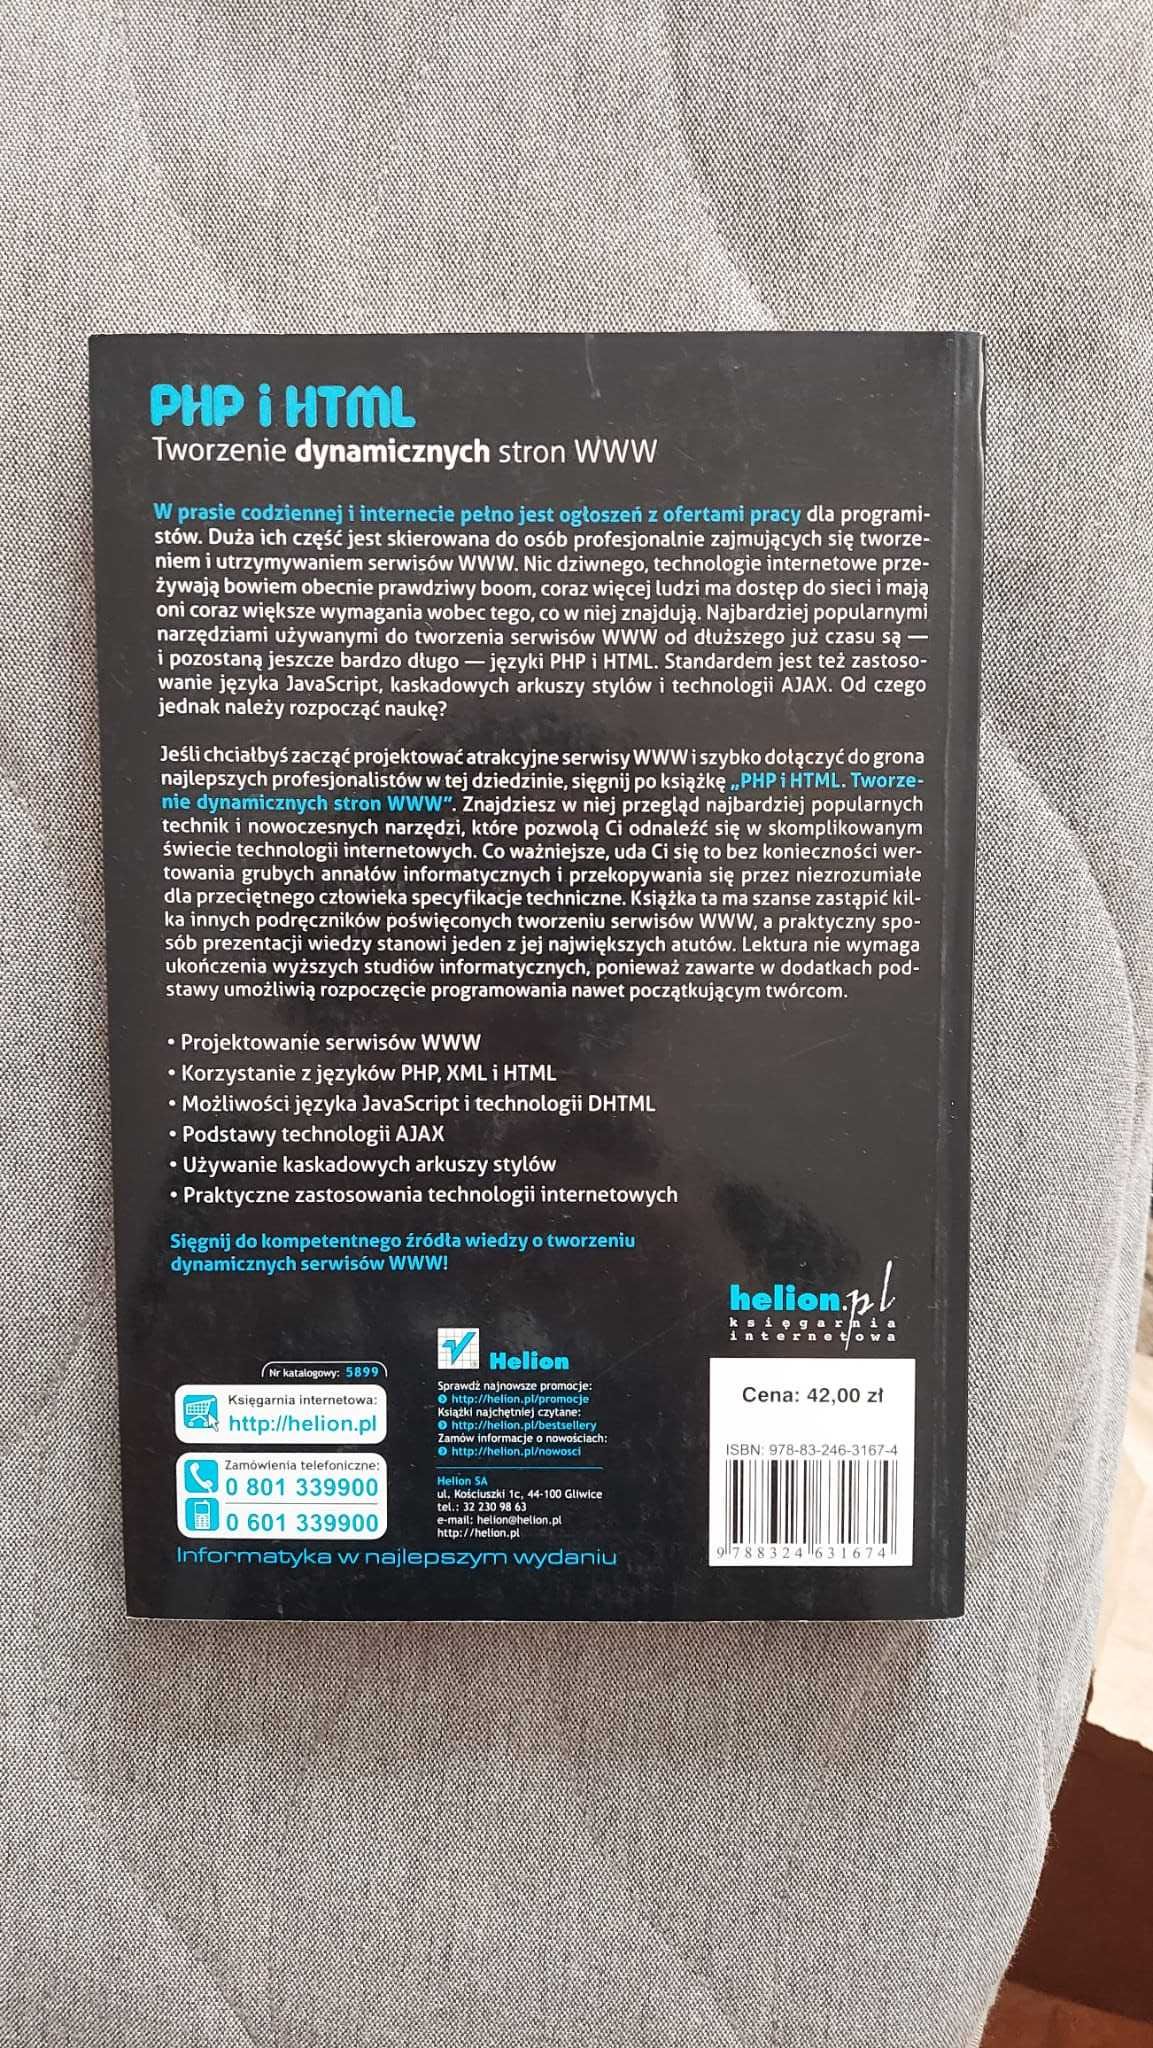 PHP i HTML
Tworzenie dynamicznych stron WWW
W prasie codziennej i internecie pełno jest ogłoszeń z ofertami pracy dla programi-
stów. Duża ich część jest skierowana do osób profesjonalnie zajmujących się tworze-
niem i utrzymywaniem serwisów WWW. Nic dziwnego, technologie internetowe prze-
żywają bowiem obecnie prawdziwy boom, coraz więcej ludzi ma dostęp do sieci i mają
oni coraz większe wymagania wobec tego, co w niej znajdują. Najbardziej popularnymi
narzędziami używanymi do tworzenia serwisów WWW od dłuższego już czasu są —
i pozostaną jeszcze bardzo długo — języki PHP i HTML. Standardem jest też zastoso-
wanie języka JavaScript, kaskadowych arkuszy stylów i technologii AJAX. Od czego
jednak należy rozpocząć naukę?
Jeśli chciałbyś zacząć projektować atrakcyjne serwisy WWW i szybko dołączyć do grona
najlepszych profesjonalistów w tej dziedzinie, sięgnij po książkę „PHP i HTML. Tworze-
nie dynamicznych stron WWW”. Znajdziesz w niej przegląd najbardziej popularnych
technik i nowoczesnych narzędzi, które pozwolą Ci odnaleźć się w skomplikowanym
świecie technologii internetowych. Co ważniejsze, uda Ci się to bez konieczności wer-
towania grubych annałów informatycznych i przekopywania się przez niezrozumiałe
dla przeciętnego człowieka specyfikacje techniczne. Książka ta ma szanse zastąpić kil-
ka innych podręczników poświęconych tworzeniu serwisów WWW, a praktyczny spo-
sób prezentacji wiedzy stanowi jeden z jej największych atutów. Lektura nie wymaga
ukończenia wyższych studiów informatycznych, ponieważ zawarte w dodatkach pod-
stawy umożliwią rozpoczęcie programowania nawet początkującym twórcom.
• Projektowanie serwisów WWW
• Korzystanie z języków PHP, XML i HTML
• Możliwości języka JavaScript i technologii DHTML
• Podstawy technologii AJAX
• Używanie kaskadowych arkuszy stylów
• Praktyczne zastosowania technologii internetowych
Sięgnij do kompetentnego źródła wiedzy o tworzeniu
dynamicznych serwisów WWW!
helion.pl
księgarnia
internetowa
Nr katalogowy: 5899
Księgarnia internetowa:
http://helion.pl
Zamówienia telefoniczne:
0 801 339900
0 601 339900
Helion
Sprawdź najnowsze promocje:
http://helion.pl/promocje
Książki najchętniej czytane:
http://helion.pl/bestsellery
Zamów informacje o nowościach:
http://helion.pl/nowosci
Helion SA
ul. Kościuszki 1c, 44-100 Gliwice
tel.: 32 230 98 63
e-mail: helion@helion.pl
http://helion.pl
Informatyka w najlepszym wydaniu
Cena: 42,00 zł
ISBN: 978-83-246-3167-4
9 788324 631674